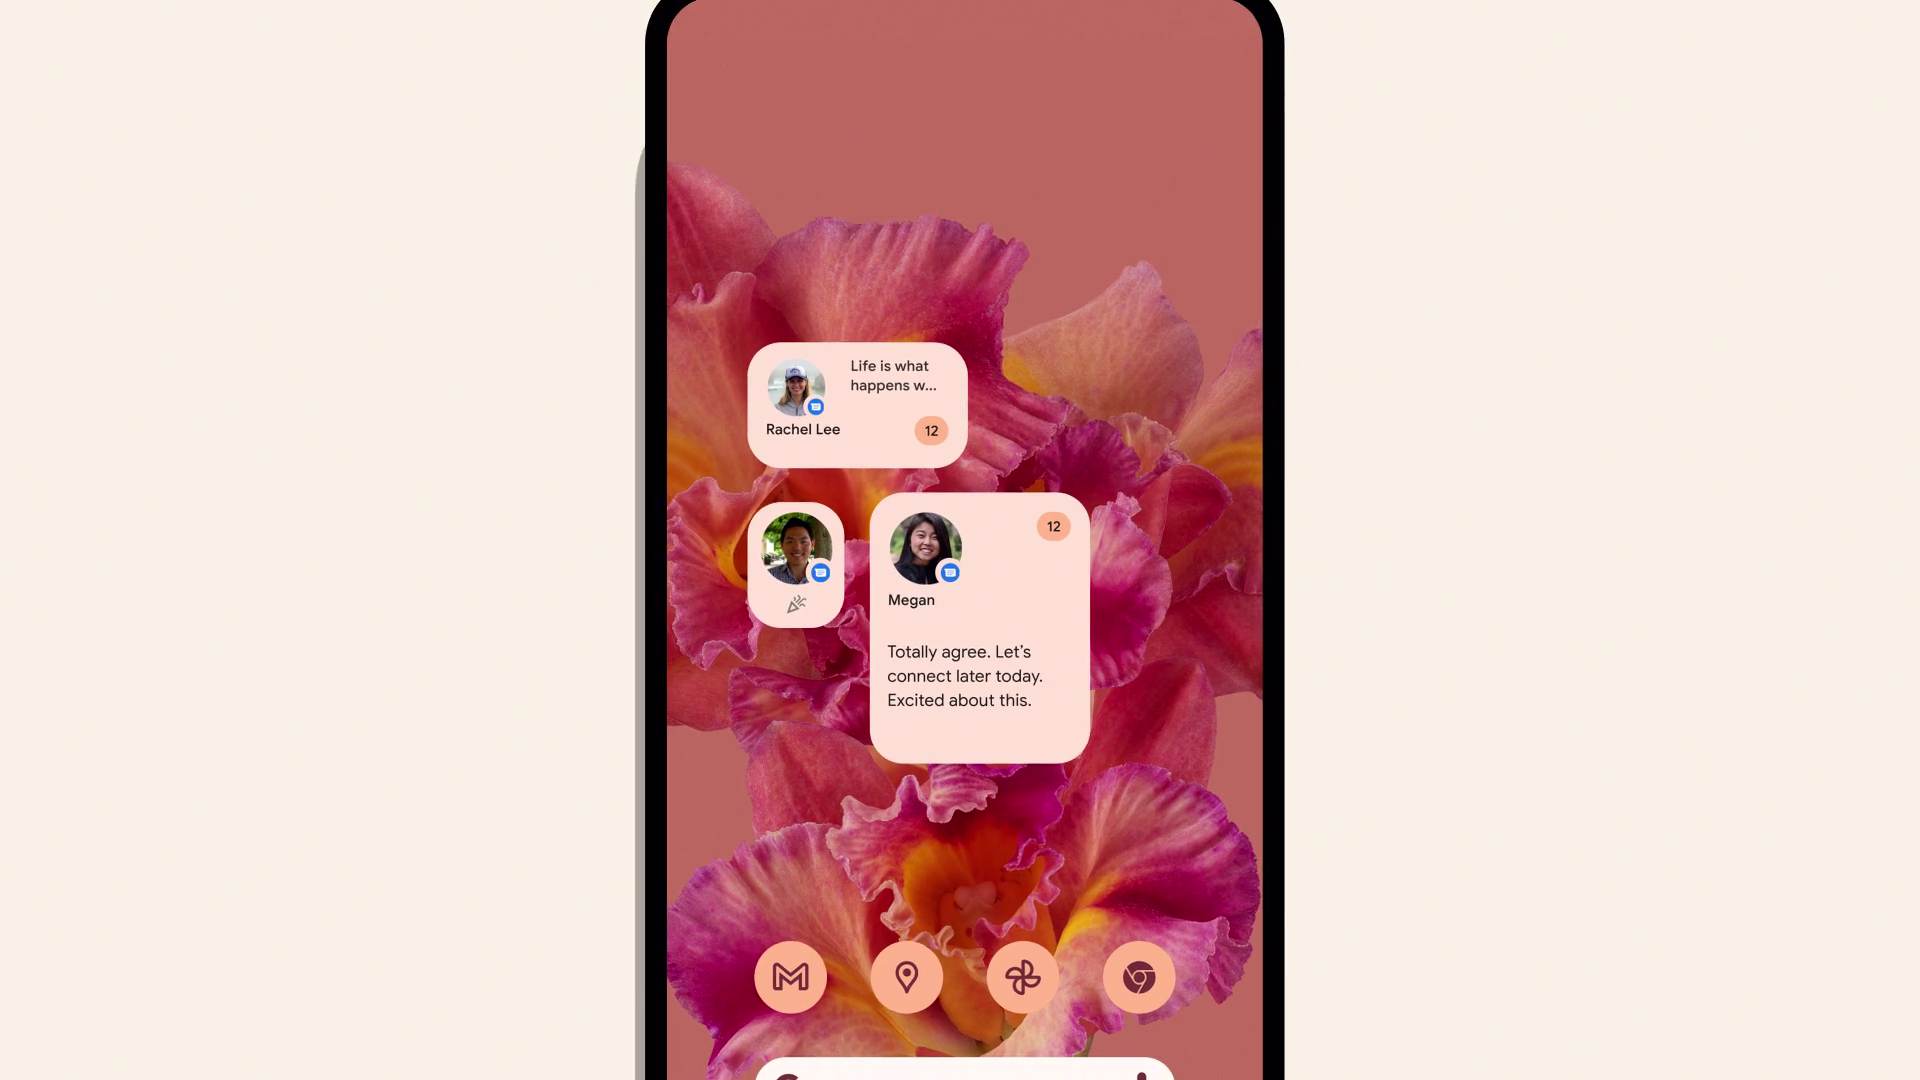 Life is what
happens w...
Rachel Lee
12
12
Megan
Totally agree. Let's
connect later today.
Excited about this.